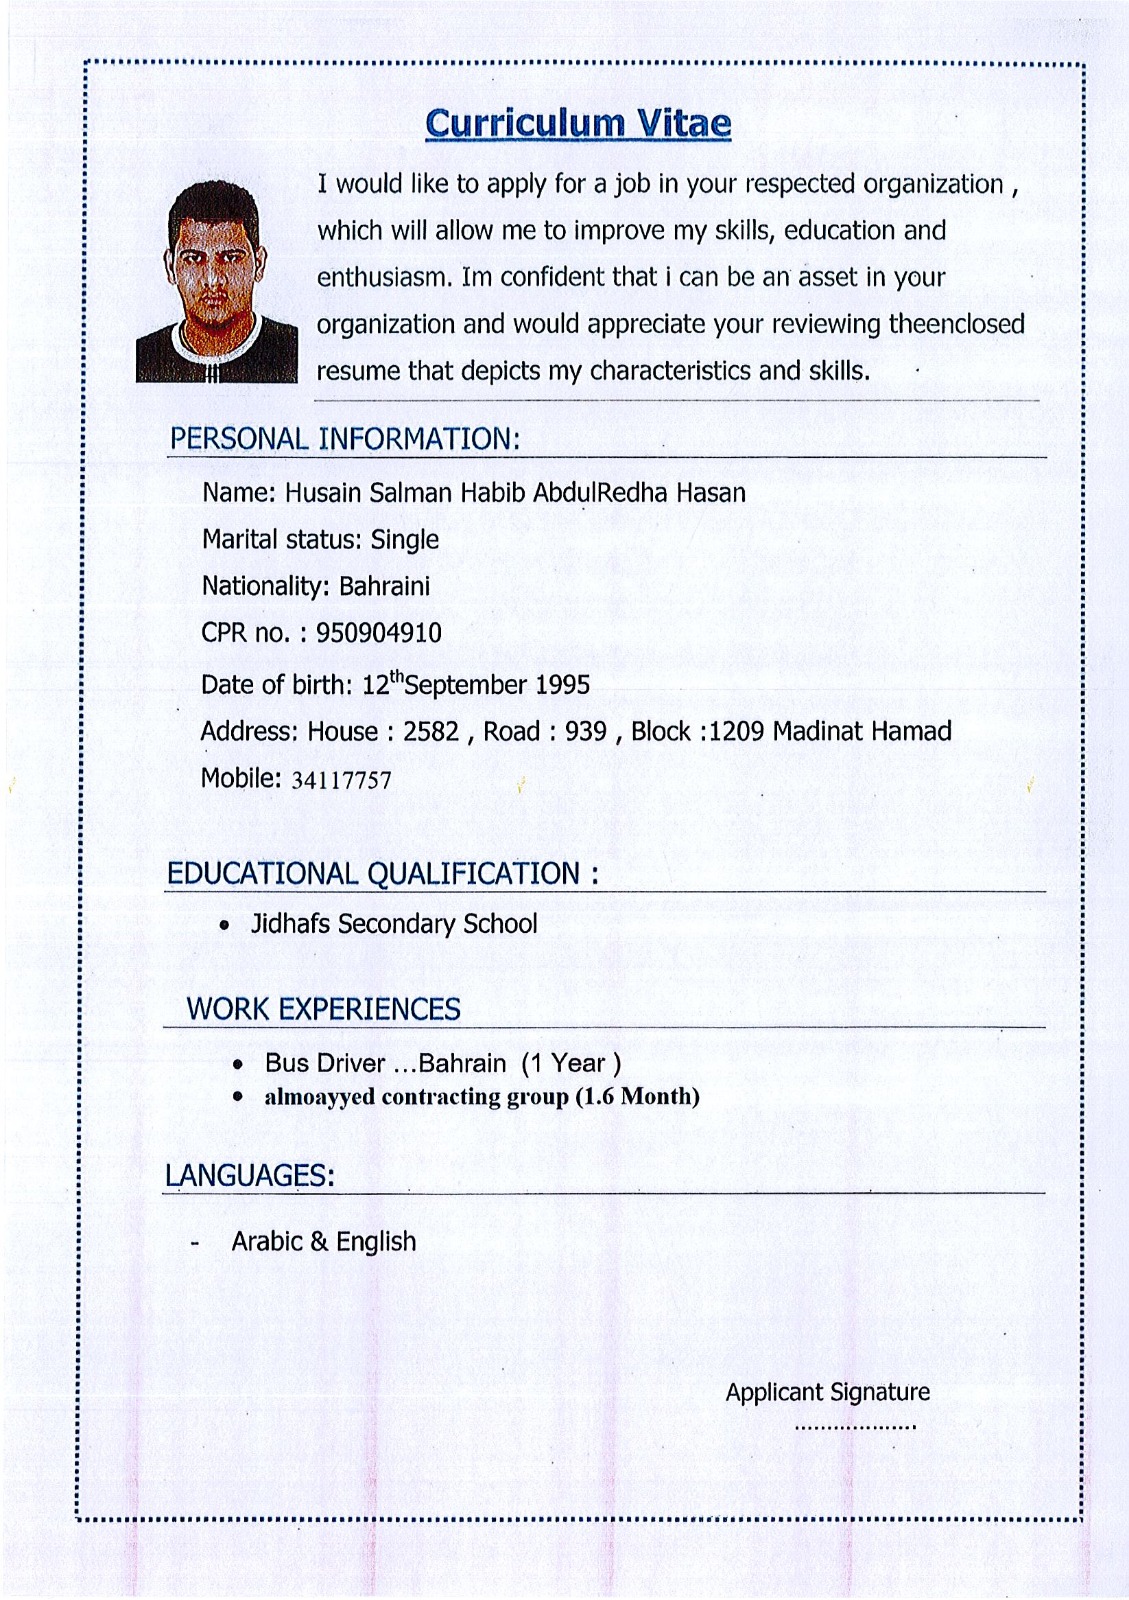 Curriculum Vitae
I would like to apply for a job in your respected organization ,
which will allow me to improve my skills, education and
enthusiasm. Im confident that i can be an asset in your
organization and would appreciate your reviewing theenclosed
resume that depicts my characteristics and skills.
PERSONAL INFORMATION:
Name: Husain Salman Habib AbdulRedha Hasan
Marital status: Single
Nationality: Bahraini
CPR no. : 950904910
Date of birth: 12thSeptember 1995
Address: House : 2582 , Road : 939 , Block :1209 Madinat Hamad
Mobile: 34117757
EDUCATIONAL QUALIFICATION :
• Jidhafs Secondary School
WORK EXPERIENCES
• Bus Driver ...Bahrain (1 Year )
• almoayyed contracting group (1.6 Month)
LANGUAGES:
- Arabic & English
Applicant Signature
.....................